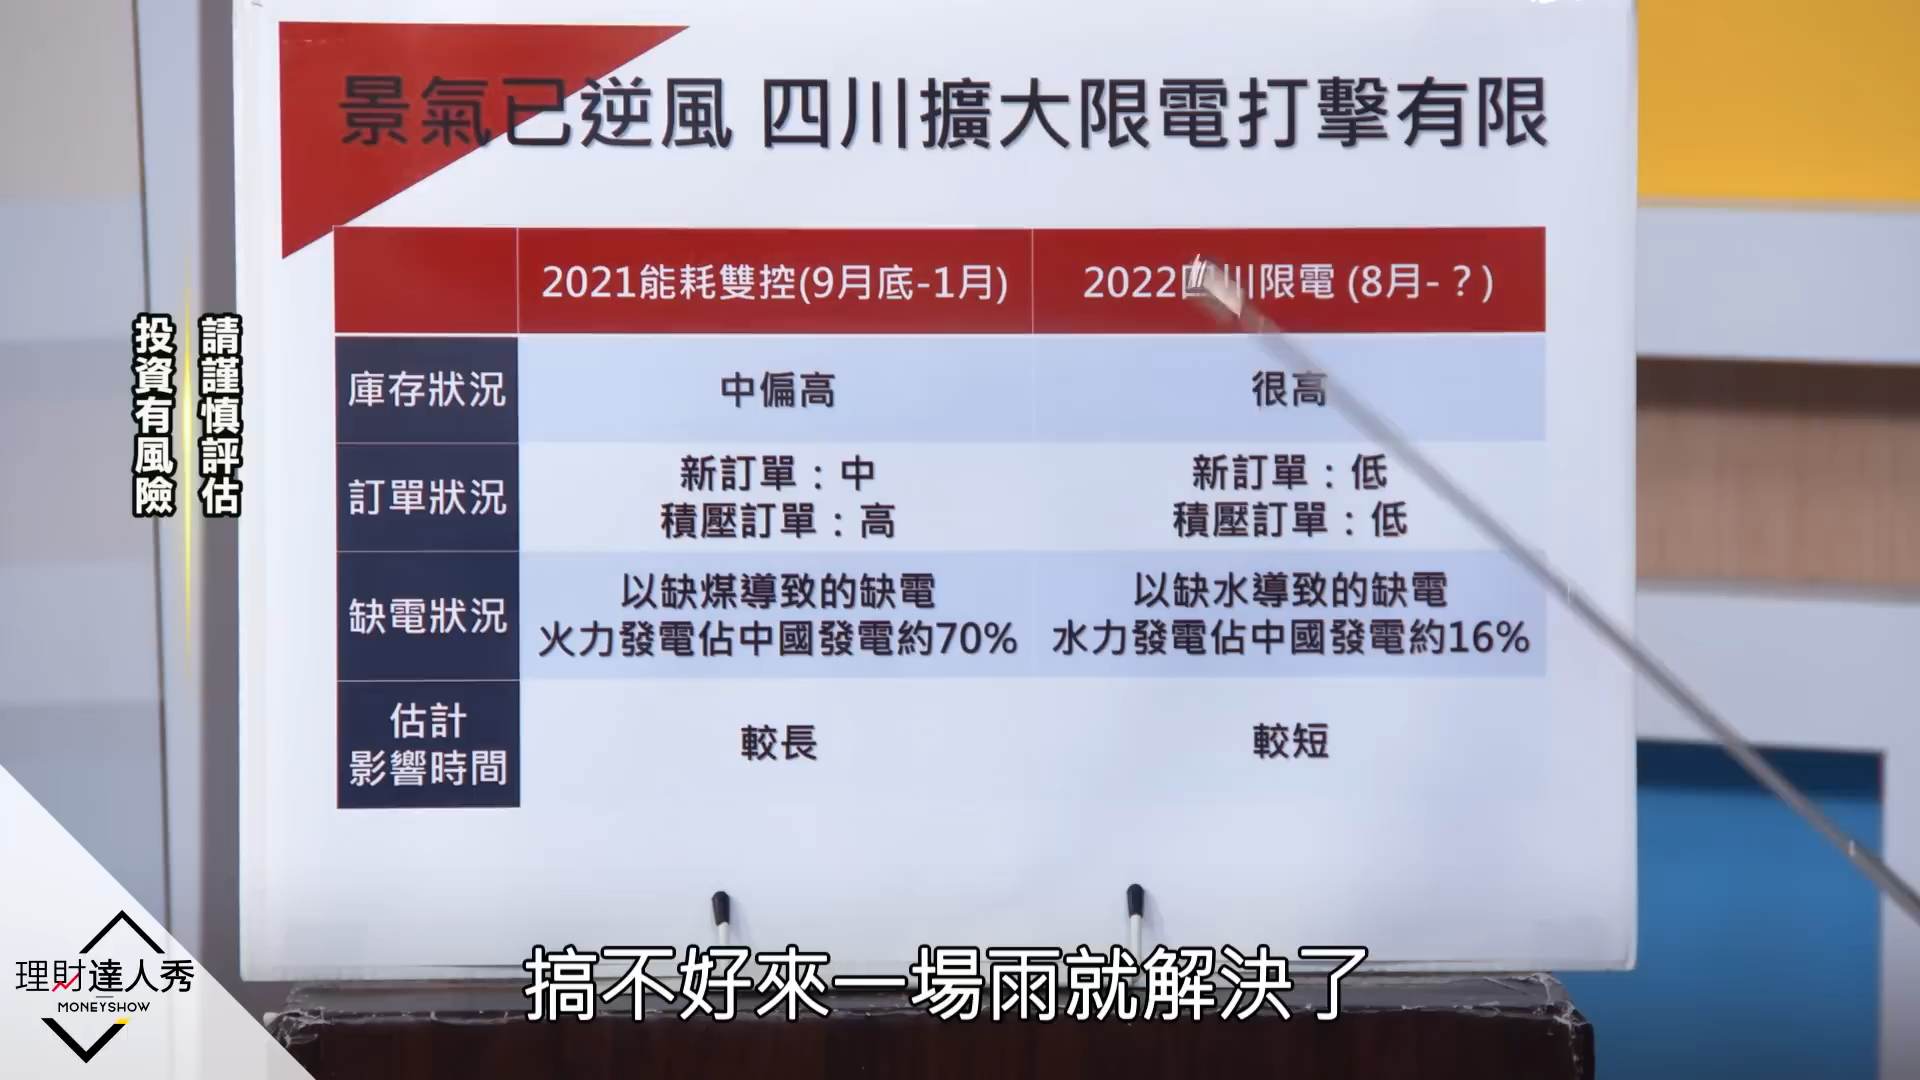 景氣已逆風 四川擴大限電打擊有限
2021能耗雙控(9月底-1月)
2022四川限電 (8月-？)
庫存狀況
中偏高
很高
訂單狀況
新訂單：中
積壓訂單：高
新訂單：低
積壓訂單：低
缺電狀況
以缺煤導致的缺電
火力發電佔中國發電約70%
以缺水導致的缺電
水力發電佔中國發電約16%
估計
影響時間
較長
較短
投資有風險
請謹慎評估
理財達人秀
MONEYSHOW
搞不好來一場雨就解決了